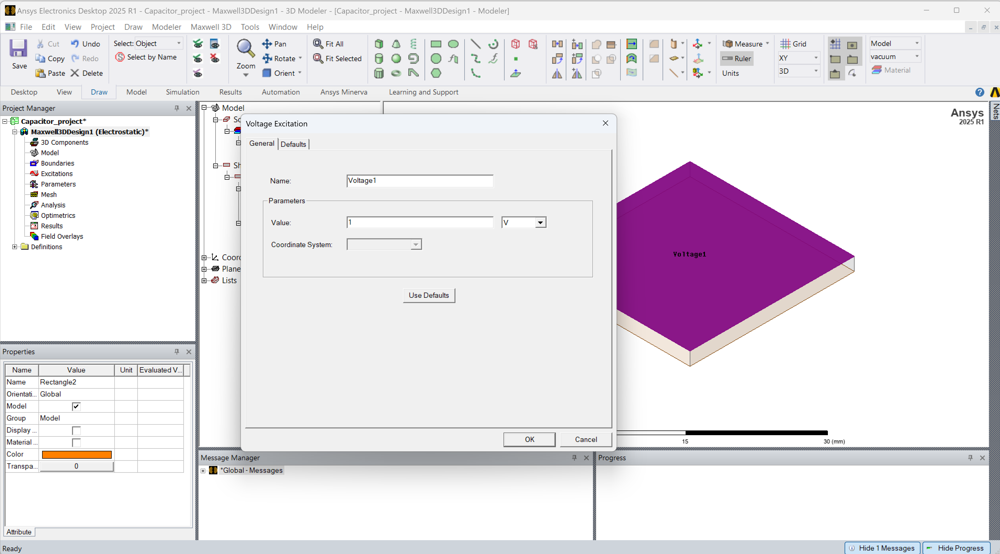 Ansys Electronics Desktop 2025 R1 - Capacitor_project - Maxwell3DDesign1 - 3D Modeler - [Capacitor_project - Maxwell3DDesign1 - Modeler]
File Edit View Project Draw Modeler Maxwell 3D Tools Window Help
Save
Cut
Copy
Paste
Undo
Redo
Delete
Select: Object
Select by Name
Zoom
Pan
Rotate
Orient
Fit All
Fit Selected
Measure
Ruler
Units
Grid
XY
3D
Model
vacuum
Material
Desktop View Draw Model Simulation Results Automation Ansys Minerva Learning and Support
Project Manager
Capacitor_project*
Maxwell3DDesign1 (Electrostatic)*
3D Components
Model
Boundaries
Excitations
Parameters
Mesh
Analysis
Optimetrics
Results
Field Overlays
Definitions
Model
So
Sh
Coord
Plane
Lists
Voltage Excitation
General Defaults
Name: Voltage1
Parameters
Value: 1 V
Coordinate System:
Use Defaults
OK Cancel
Ansys
2025 R1
Nets
Voltage1
15 30 (mm)
Properties
Name Value Unit Evaluated V...
Name Rectangle2
Orientati... Global
Model
Group Model
Display ...
Material ...
Color
Transpa... 0
Attribute
Message Manager
*Global - Messages
Progress
Ready
Hide 1 Messages Hide Progress